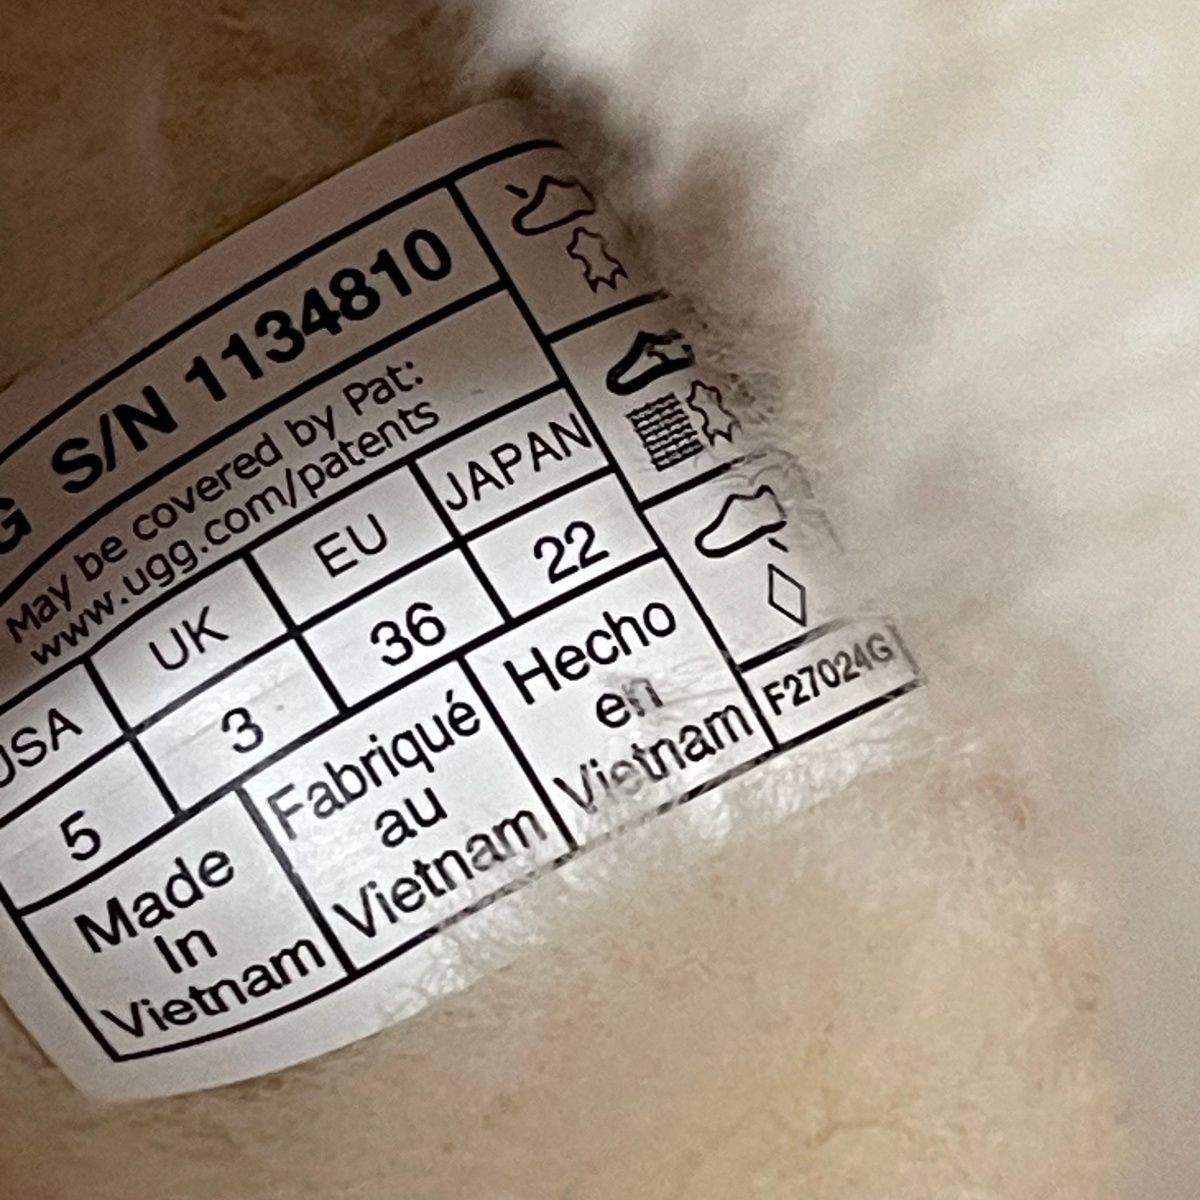 G S/N 1134810
May be covered by Pat:
www.ugg.com/patents
USA UK EU JAPAN
5 3 36 22
Made
In
Vietnam
Fabriqué
au
Vietnam
Hecho
en
Vietnam
F27024G